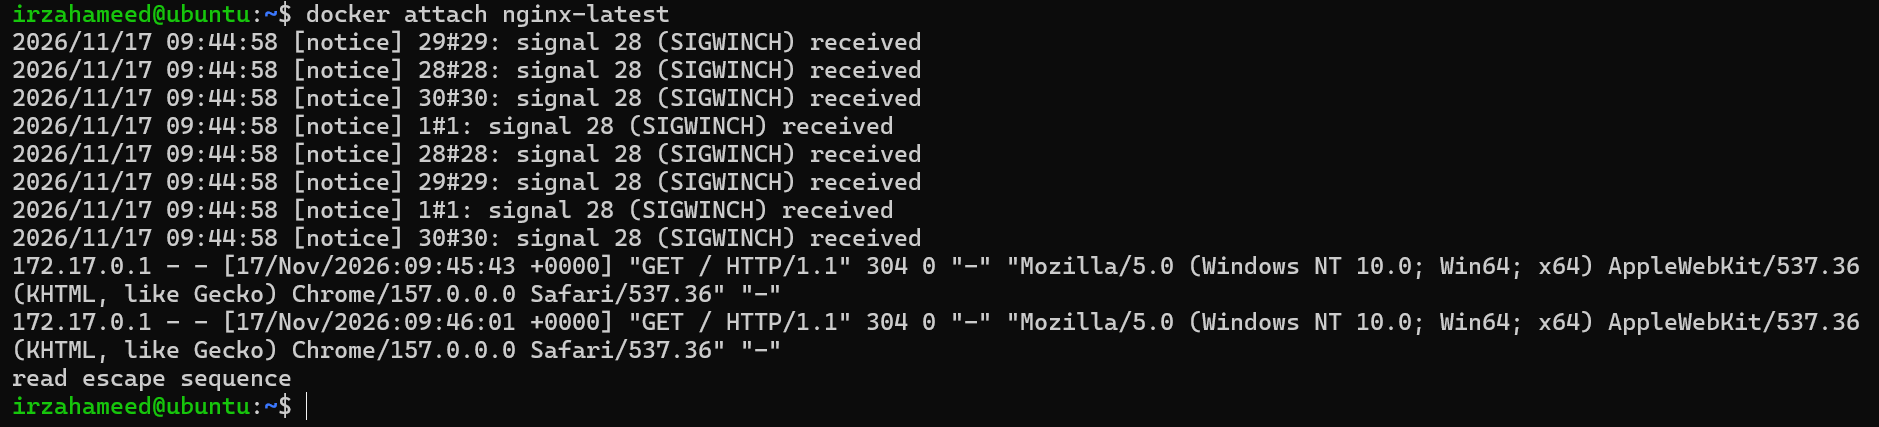 irzahameed@ubuntu:~$ docker attach nginx-latest
2026/11/17 09:44:58 [notice] 29#29: signal 28 (SIGWINCH) received
2026/11/17 09:44:58 [notice] 28#28: signal 28 (SIGWINCH) received
2026/11/17 09:44:58 [notice] 30#30: signal 28 (SIGWINCH) received
2026/11/17 09:44:58 [notice] 1#1: signal 28 (SIGWINCH) received
2026/11/17 09:44:58 [notice] 28#28: signal 28 (SIGWINCH) received
2026/11/17 09:44:58 [notice] 29#29: signal 28 (SIGWINCH) received
2026/11/17 09:44:58 [notice] 1#1: signal 28 (SIGWINCH) received
2026/11/17 09:44:58 [notice] 30#30: signal 28 (SIGWINCH) received
172.17.0.1 - - [17/Nov/2026:09:45:43 +0000] "GET / HTTP/1.1" 304 0 "-" "Mozilla/5.0 (Windows NT 10.0; Win64; x64) AppleWebKit/537.36
(KHTML, like Gecko) Chrome/157.0.0.0 Safari/537.36" "-"
172.17.0.1 - - [17/Nov/2026:09:46:01 +0000] "GET / HTTP/1.1" 304 0 "-" "Mozilla/5.0 (Windows NT 10.0; Win64; x64) AppleWebKit/537.36
(KHTML, like Gecko) Chrome/157.0.0.0 Safari/537.36" "-"
read escape sequence
irzahameed@ubuntu:~$